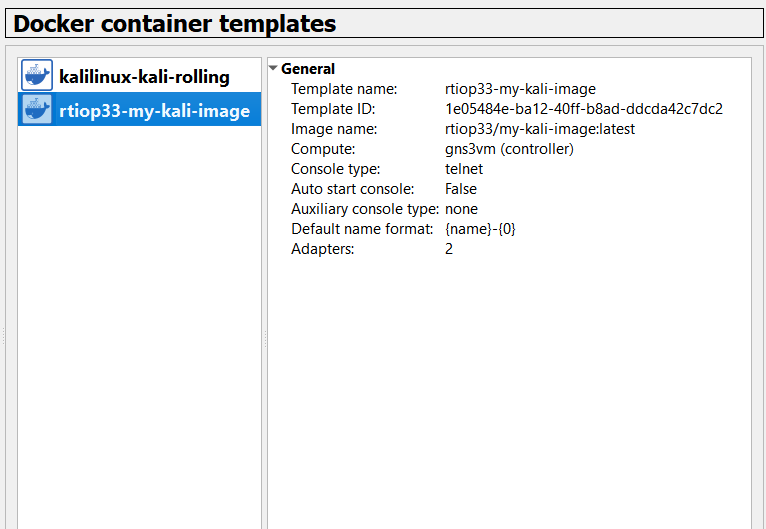 Docker container templates
kalilinux-kali-rolling
rtiop33-my-kali-image
General
Template name: rtiop33-my-kali-image
Template ID: 1e05484e-ba12-40ff-b8ad-ddcda42c7dc2
Image name: rtiop33/my-kali-image:latest
Compute: gns3vm (controller)
Console type: telnet
Auto start console: False
Auxiliary console type: none
Default name format: {name}-{0}
Adapters: 2